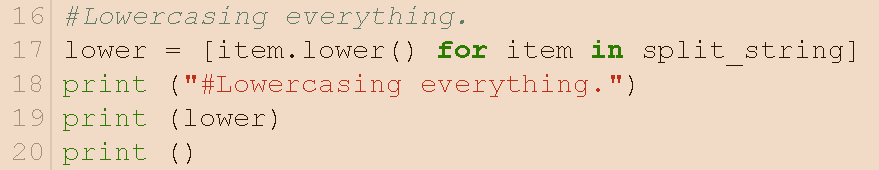 16 #Lowercasing everything.
17 lower = [item.lower() for item in split_string]
18 print ("#Lowercasing everything.")
19 print (lower)
20 print ()